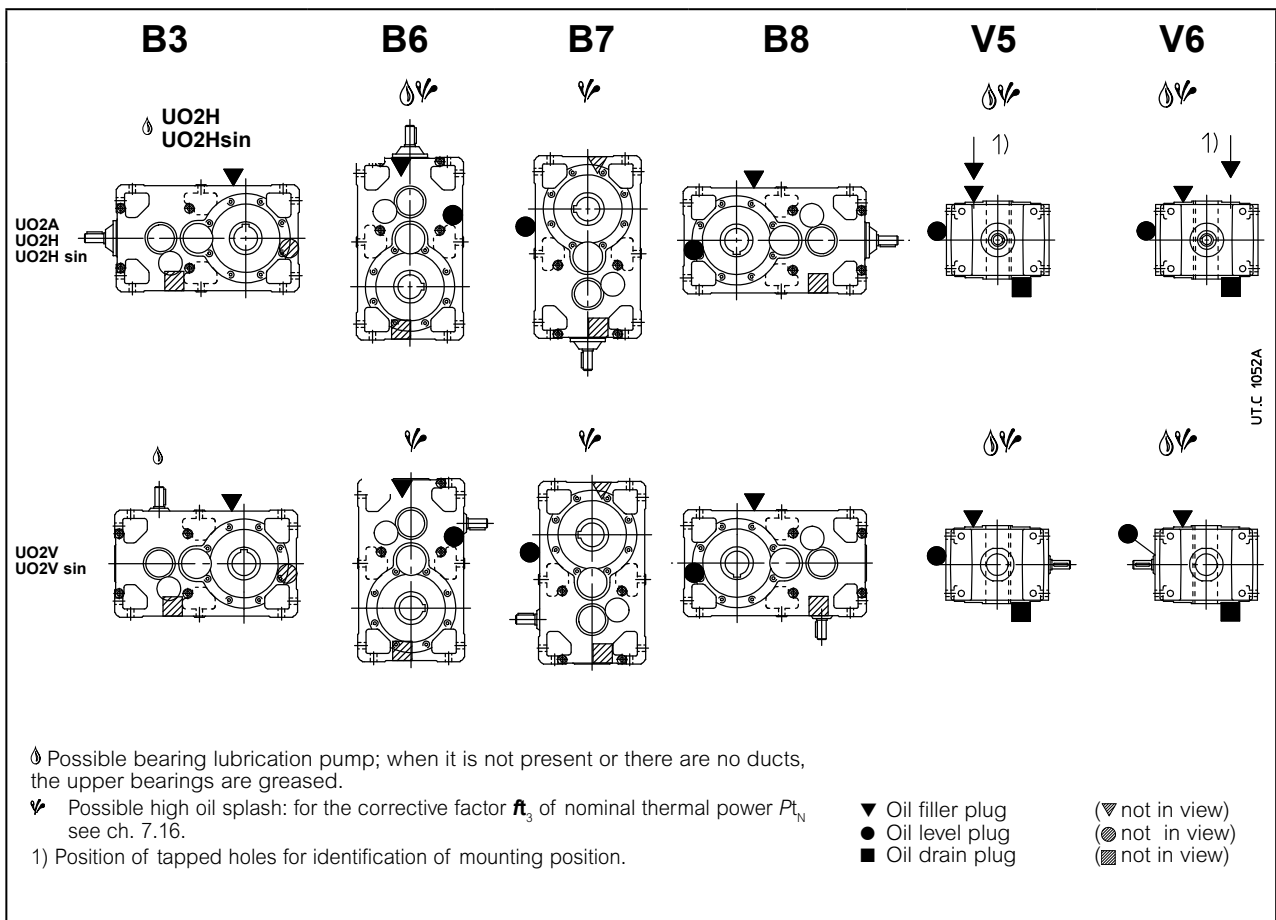 B3 B6 B7 B8 V5 V6
UO2H
UO2Hsin
1) 1)
UO2A
UO2H
UO2H sin
UT.C 1052A
UO2V
UO2V sin
Possible bearing lubrication pump; when it is not present or there are no ducts,
the upper bearings are greased.
Possible high oil splash: for the corrective factor ft₃ of nominal thermal power Pt_N
see ch. 7.16.
1) Position of tapped holes for identification of mounting position.
▼ Oil filler plug (▼ not in view)
● Oil level plug (● not in view)
■ Oil drain plug (■ not in view)